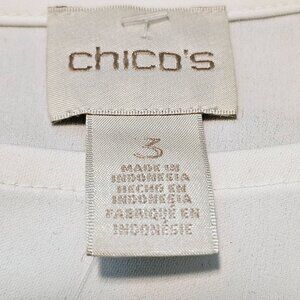 chico's
3
MADE IN
INDONESIA
HECHO EN
INDONESIA
FABRIQUÉ EN
INDONÉSIE